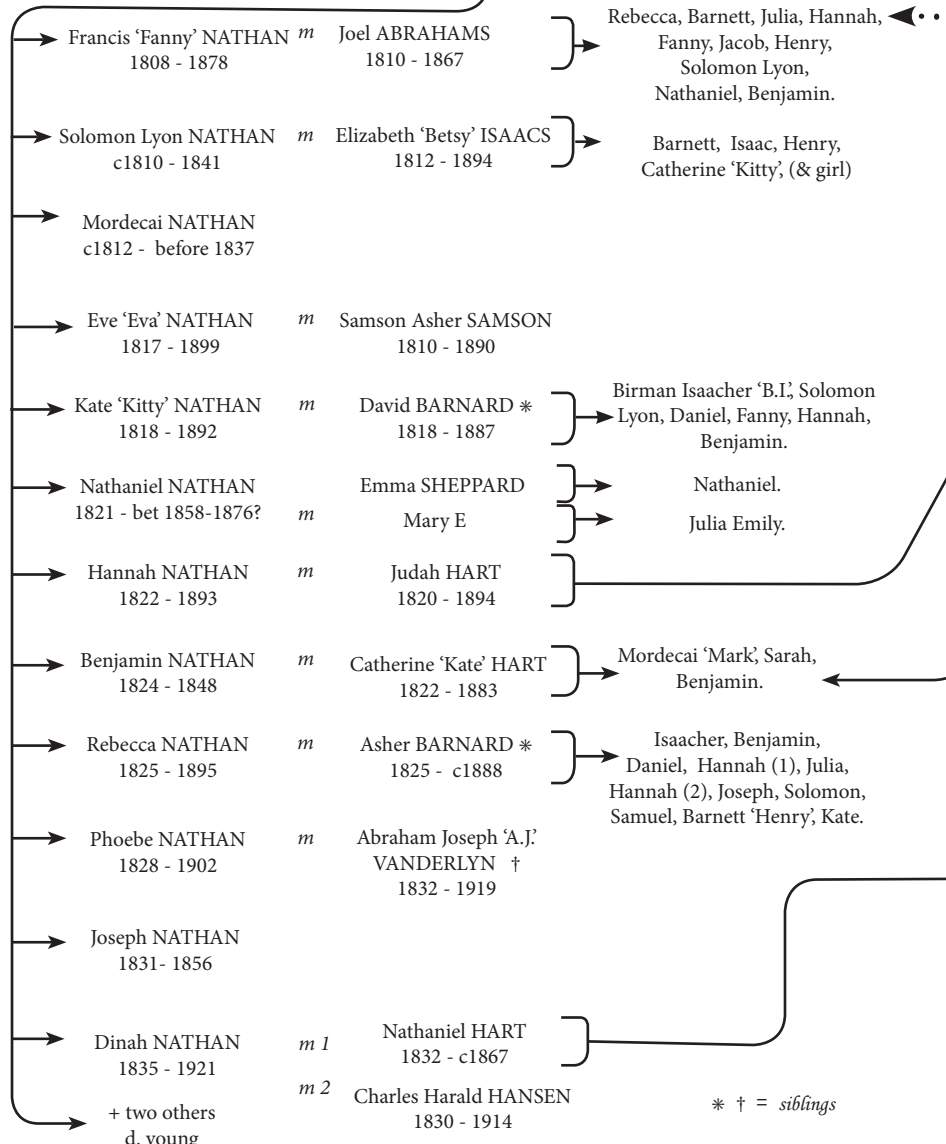 Francis ‘Fanny’ NATHAN m Joel ABRAHAMS
1808 - 1878 1810 - 1867
Rebecca, Barnett, Julia, Hannah,
Fanny, Jacob, Henry,
Solomon Lyon,
Nathaniel, Benjamin.
Solomon Lyon NATHAN m Elizabeth ‘Betsy’ ISAACS
c1810 - 1841 1812 - 1894
Barnett, Isaac, Henry,
Catherine ‘Kitty’, (& girl)
Mordecai NATHAN
c1812 - before 1837
Eve ‘Eva’ NATHAN m Samson Asher SAMSON
1817 - 1899 1810 - 1890
Kate ‘Kitty’ NATHAN m David BARNARD *
1818 - 1892 1818 - 1887
Birman Isaacher ‘B.I.’, Solomon
Lyon, Daniel, Fanny, Hannah,
Benjamin.
Nathaniel NATHAN Emma SHEPPARD Nathaniel.
1821 - bet 1858-1876? m Mary E Julia Emily.
Hannah NATHAN m Judah HART
1822 - 1893 1820 - 1894
Benjamin NATHAN m Catherine ‘Kate’ HART
1824 - 1848 1822 - 1883
Mordecai ‘Mark’, Sarah,
Benjamin.
Rebecca NATHAN m Asher BARNARD *
1825 - 1895 1825 - c1888
Isaacher, Benjamin,
Daniel, Hannah (1), Julia,
Hannah (2), Joseph, Solomon,
Samuel, Barnett ‘Henry’, Kate.
Phoebe NATHAN m Abraham Joseph ‘A.J.’
1828 - 1902 VANDERLYN †
1832 - 1919
Joseph NATHAN
1831- 1856
Dinah NATHAN m 1 Nathaniel HART
1835 - 1921 1832 - c1867
m 2 Charles Harald HANSEN
1830 - 1914
+ two others
d. young
* † = siblings